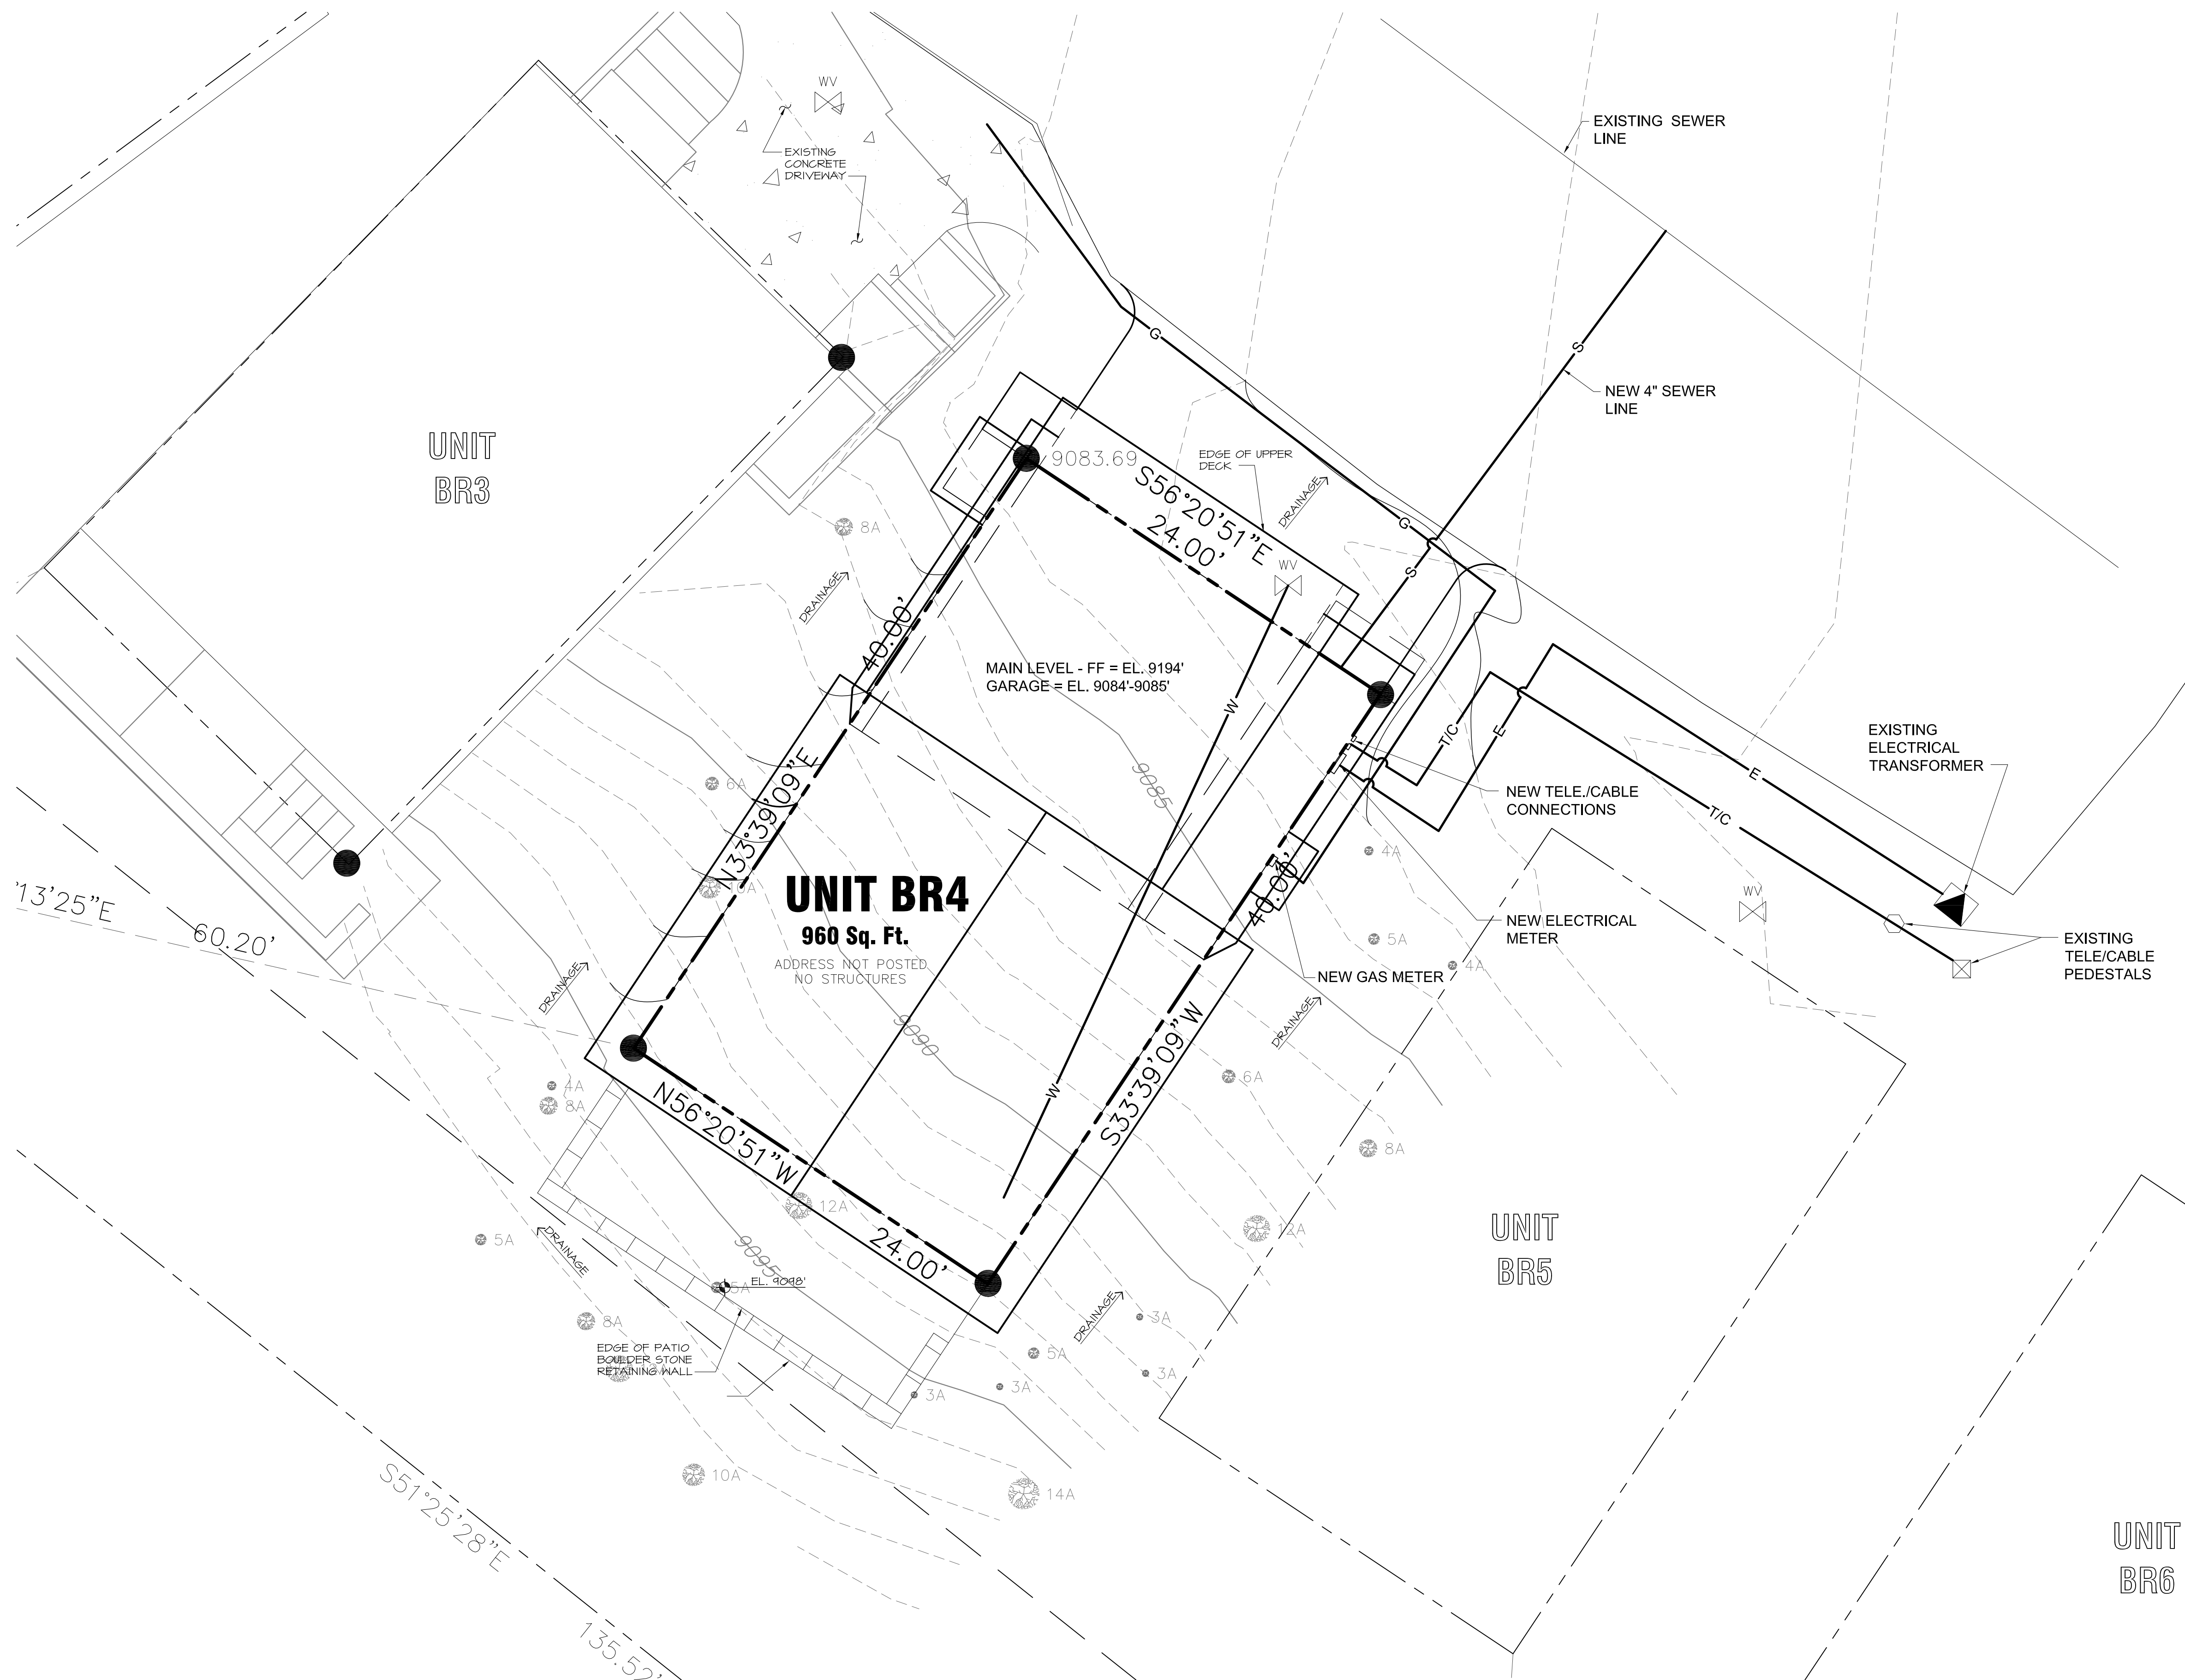 WV
EXISTING
CONCRETE
DRIVEWAY
EXISTING SEWER
LINE
G
S
NEW 4" SEWER
LINE
UNIT
BR3
9083.69
EDGE OF UPPER
DECK
S56°20'51"E
24.00'
DRAINAGE
G
8A
S
WV
DRAINAGE
40.00'
MAIN LEVEL - FF = EL. 9194'
GARAGE = EL. 9084'-9085'
W
T/C
E
E
T/C
EXISTING
ELECTRICAL
TRANSFORMER
9085
6A
N33°39'09"E
10A
NEW TELE./CABLE
CONNECTIONS
4A
UNIT BR4
960 Sq. Ft.
ADDRESS NOT POSTED
NO STRUCTURES
40.00'
WV
NEW ELECTRICAL
METER
5A
4A
EXISTING
TELE/CABLE
PEDESTALS
'13'25"E
60.20'
NEW GAS METER
DRAINAGE
DRAINAGE
9090
S33°39'09"W
6A
W
4A
8A
N56°20'51"W
8A
12A
12A
5A
DRAINAGE
9095
24.00'
UNIT
BR5
5A
EL. 9098'
DRAINAGE
3A
8A
EDGE OF PATIO
BOULDER STONE
RETAINING WALL
5A
3A
3A
3A
10A
14A
S51°25'28"E
135.52'
UNIT
BR6